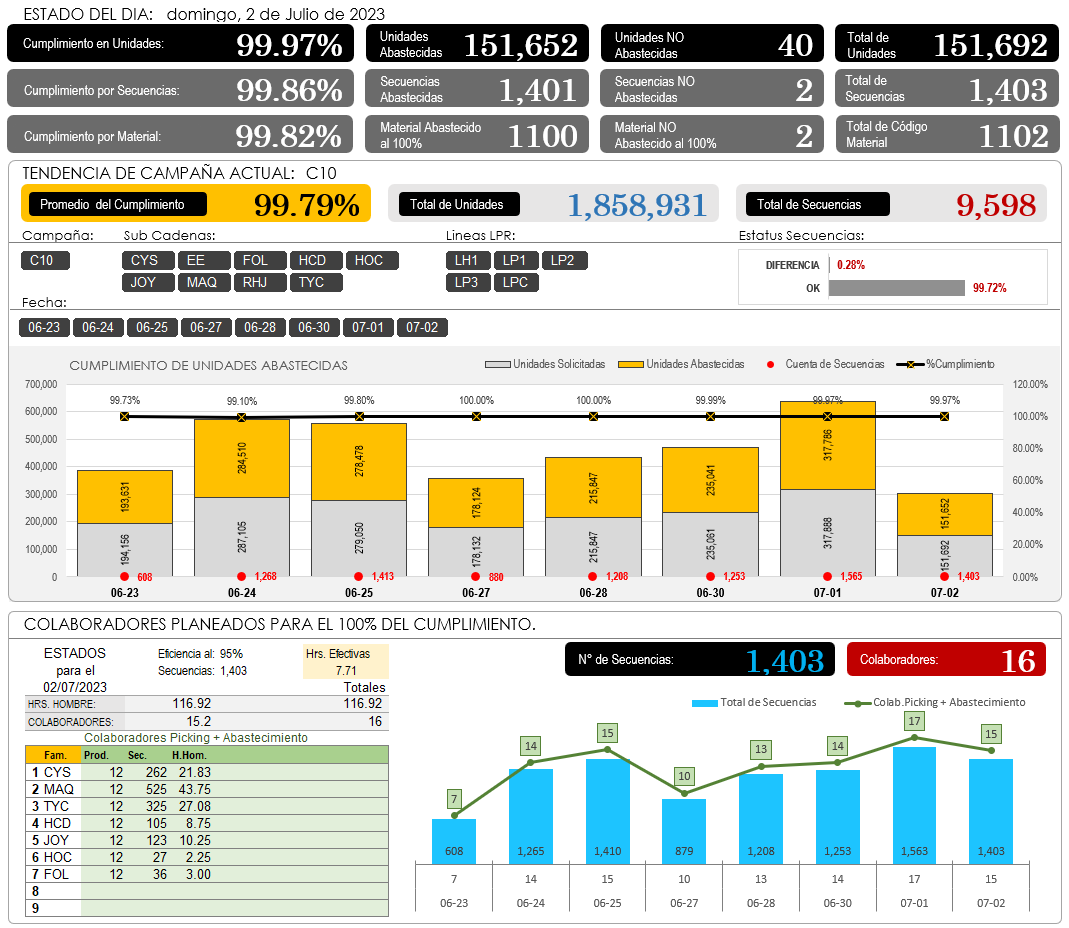 ESTADO DEL DIA: domingo, 2 de Julio de 2023
Cumplimiento en Unidades: 99.97%
Unidades Abastecidas 151,652
Unidades NO Abastecidas 40
Total de Unidades 151,692
Cumplimiento por Secuencias: 99.86%
Secuencias Abastecidas 1,401
Secuencias NO Abastecidas 2
Total de Secuencias 1,403
Cumplimiento por Material: 99.82%
Material Abastecido al 100% 1100
Material NO Abastecido al 100% 2
Total de Código Material 1102
TENDENCIA DE CAMPAÑA ACTUAL: C10
Promedio del Cumplimiento 99.79%
Total de Unidades 1,858,931
Total de Secuencias 9,598
Campaña:
C10
Sub Cadenas:
CYS EE FOL HCD HOC
JOY MAQ RHJ TYC
Lineas LPR:
LH1 LP1 LP2
LP3 LPC
Estatus Secuencias:
DIFERENCIA 0.28%
OK 99.72%
Fecha:
06-23 06-24 06-25 06-27 06-28 06-30 07-01 07-02
CUMPLIMIENTO DE UNIDADES ABASTECIDAS
Unidades Solicitadas Unidades Abastecidas Cuenta de Secuencias %Cumplimiento
700,000
600,000
500,000
400,000
300,000
200,000
100,000
0
120.00%
100.00%
80.00%
60.00%
40.00%
20.00%
0.00%
99.73% 99.10% 99.80% 100.00% 100.00% 99.99% 99.97% 99.97%
193,631 284,510 278,478 178,124 215,847 235,041 317,786 151,652
194,156 287,105 279,050 178,132 215,847 235,061 317,888 151,692
608 1,268 1,413 880 1,208 1,253 1,565 1,403
06-23 06-24 06-25 06-27 06-28 06-30 07-01 07-02
COLABORADORES PLANEADOS PARA EL 100% DEL CUMPLIMIENTO.
ESTADOS
para el
02/07/2023
Eficiencia al: 95%
Secuencias: 1,403
Hrs. Efectivas
7.71
Totales
HRS. HOMBRE: 116.92 116.92
COLABORADORES: 15.2 16
Colaboradores Picking + Abastecimiento
Fam. Prod. Sec. H.Hom.
1 CYS 12 262 21.83
2 MAQ 12 525 43.75
3 TYC 12 325 27.08
4 HCD 12 105 8.75
5 JOY 12 123 10.25
6 HOC 12 27 2.25
7 FOL 12 36 3.00
8
9
N° de Secuencias: 1,403
Colaboradores: 16
Total de Secuencias Colab.Picking + Abastecimiento
7 14 15 10 13 14 17 15
608 1,265 1,410 879 1,208 1,253 1,563 1,403
7 14 15 10 13 14 17 15
06-23 06-24 06-25 06-27 06-28 06-30 07-01 07-02